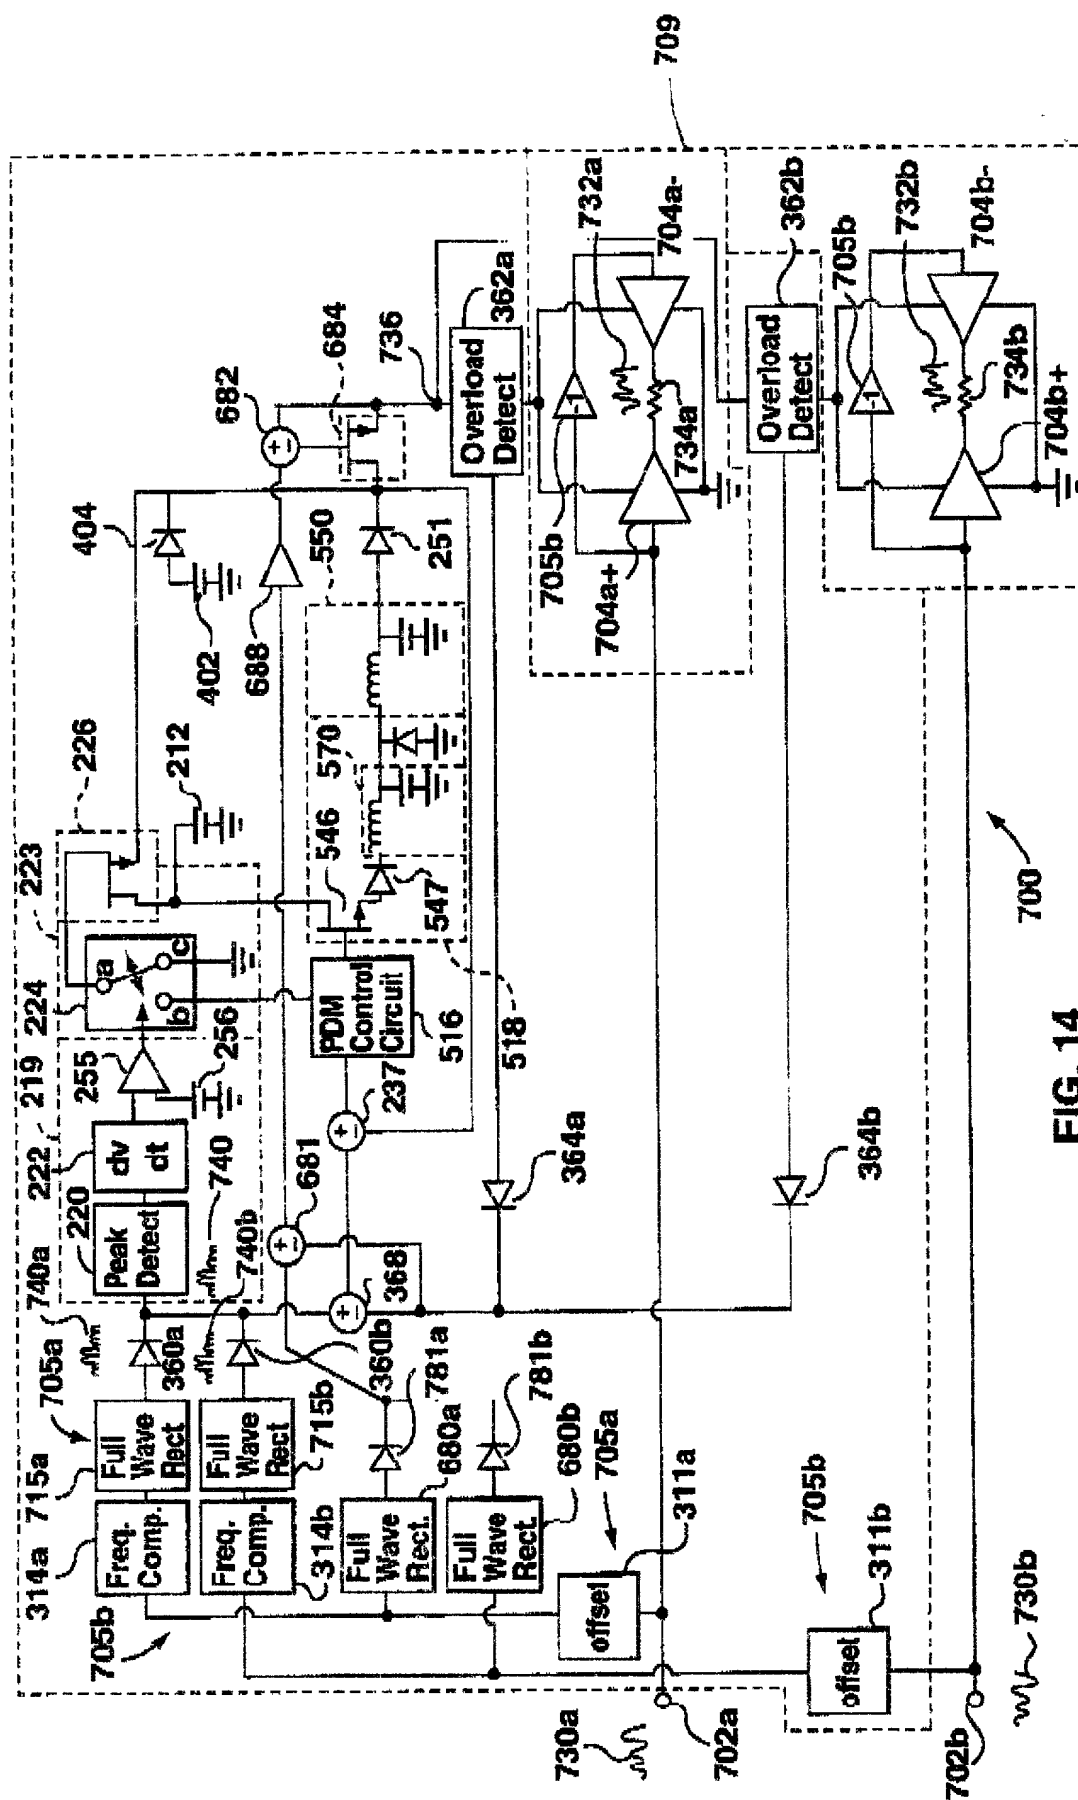 740a
705a
715a
314a
220
222
219
224
223
226
255
256
212
404
402
688
682
684
736
362a
709
Freq.
Comp.
Full
Wave
Rect
360a
Peak
Detect
dv
dt
a
b
c
740
740b
705b
Freq.
Comp.
Full
Wave
Rect
314b
715b
360b
681
368
237
PDM
Control
Circuit
516
518
546
547
570
550
251
Overload
Detect
Full
Wave
Rect.
680a
781a
Full
Wave
Rect.
680b
781b
705a
offset
311a
364a
705b
704a+
-1
734a
732a
704a-
730a
702a
364b
Overload
Detect
362b
705b
offset
311b
705b
-1
732b
734b
704b+
704b-
702b
730b
700
FIG. 14